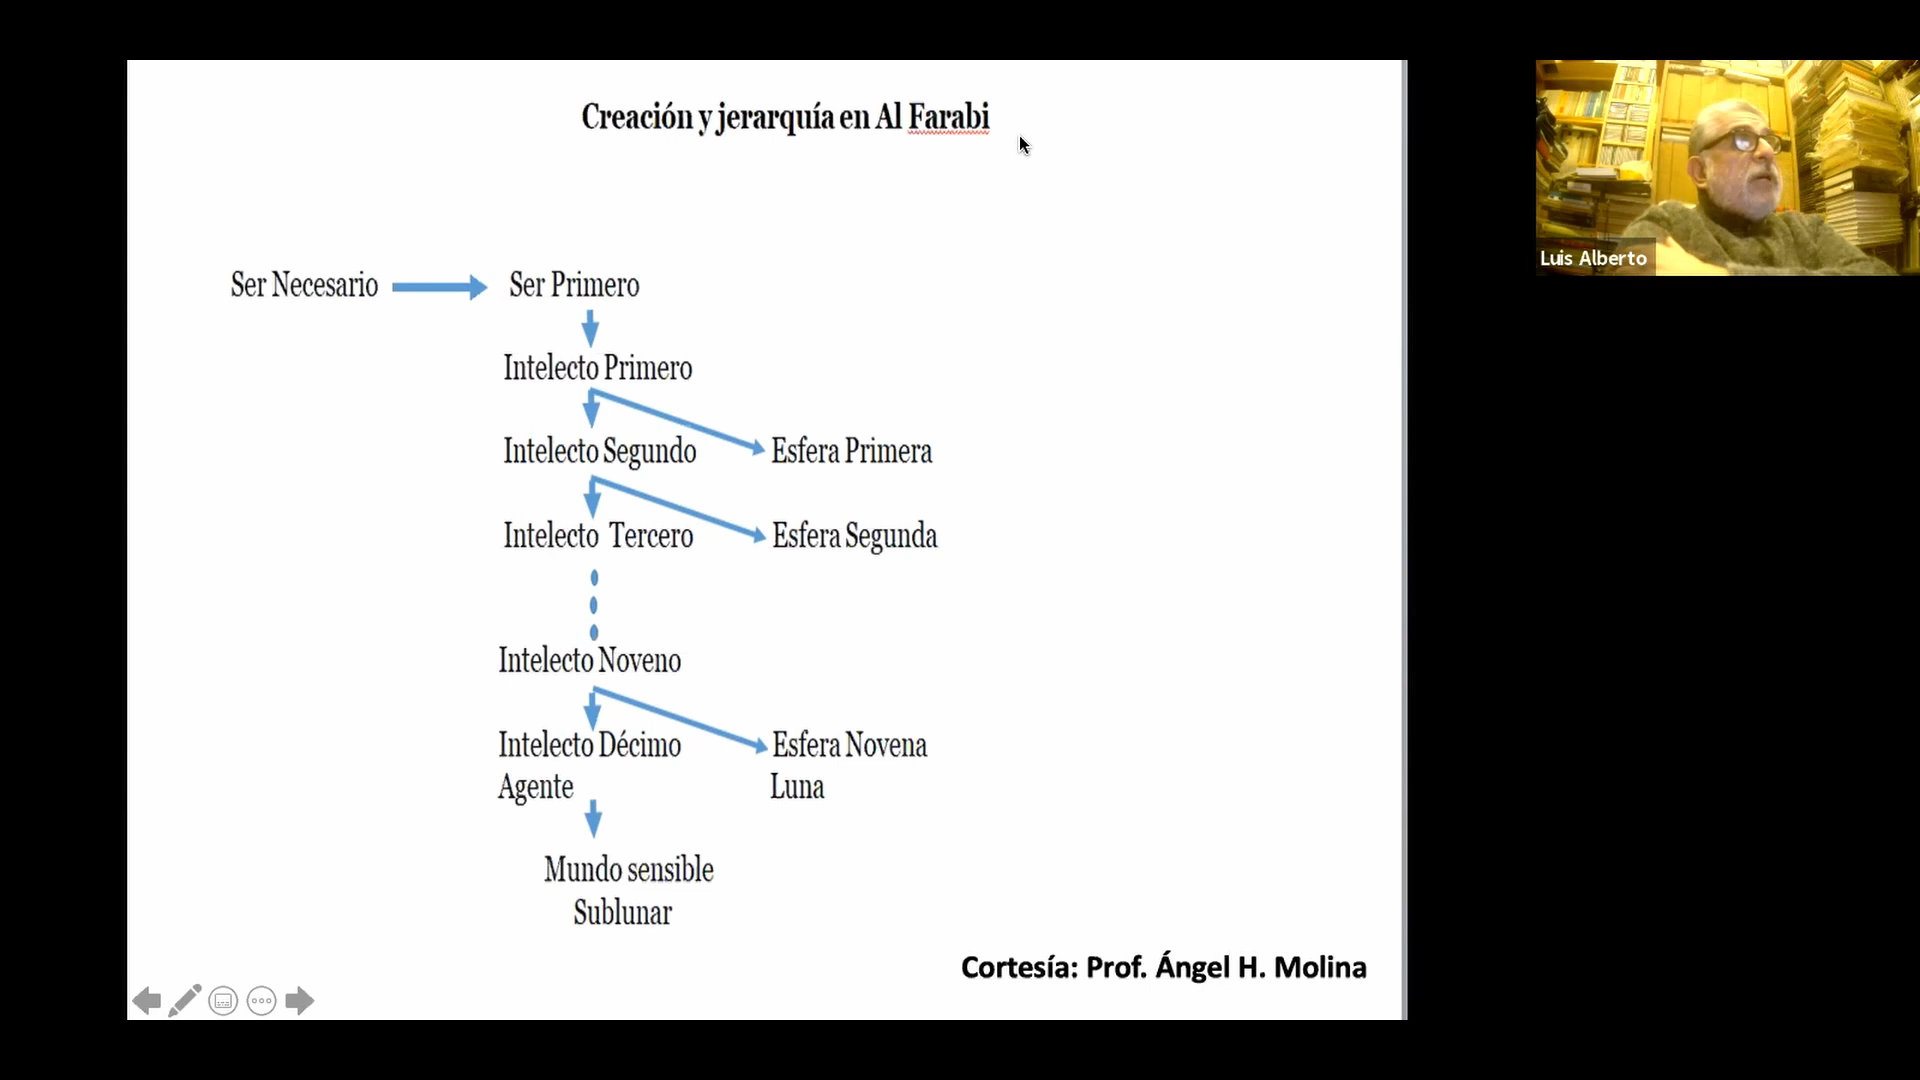 Creación y jerarquía en Al Farabi
Luis Alberto
Ser Necesario
Ser Primero
Intelecto Primero
Intelecto Segundo
Esfera Primera
Intelecto Tercero
Esfera Segunda
Intelecto Noveno
Intelecto Décimo
Esfera Novena
Agente
Luna
Mundo sensible
Sublunar
Cortesía: Prof. Ángel H. Molina